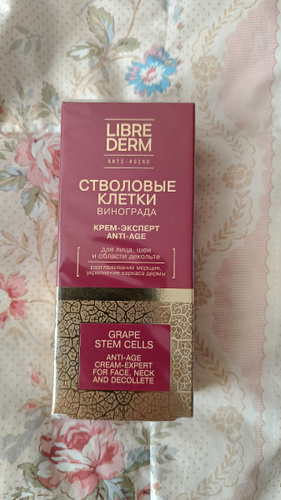 LIBRE
DERM
ANTI-AGING
СТВОЛОВЫЕ
КЛЕТКИ
ВИНОГРАДА
КРЕМ-ЭКСПЕРТ
ANTI-AGE
для лица, шеи
и области декольте
разглаживание морщин,
укрепление каркаса дермы
GRAPE
STEM CELLS
ANTI-AGE
CREAM-EXPERT
FOR FACE, NECK
AND DECOLLETE